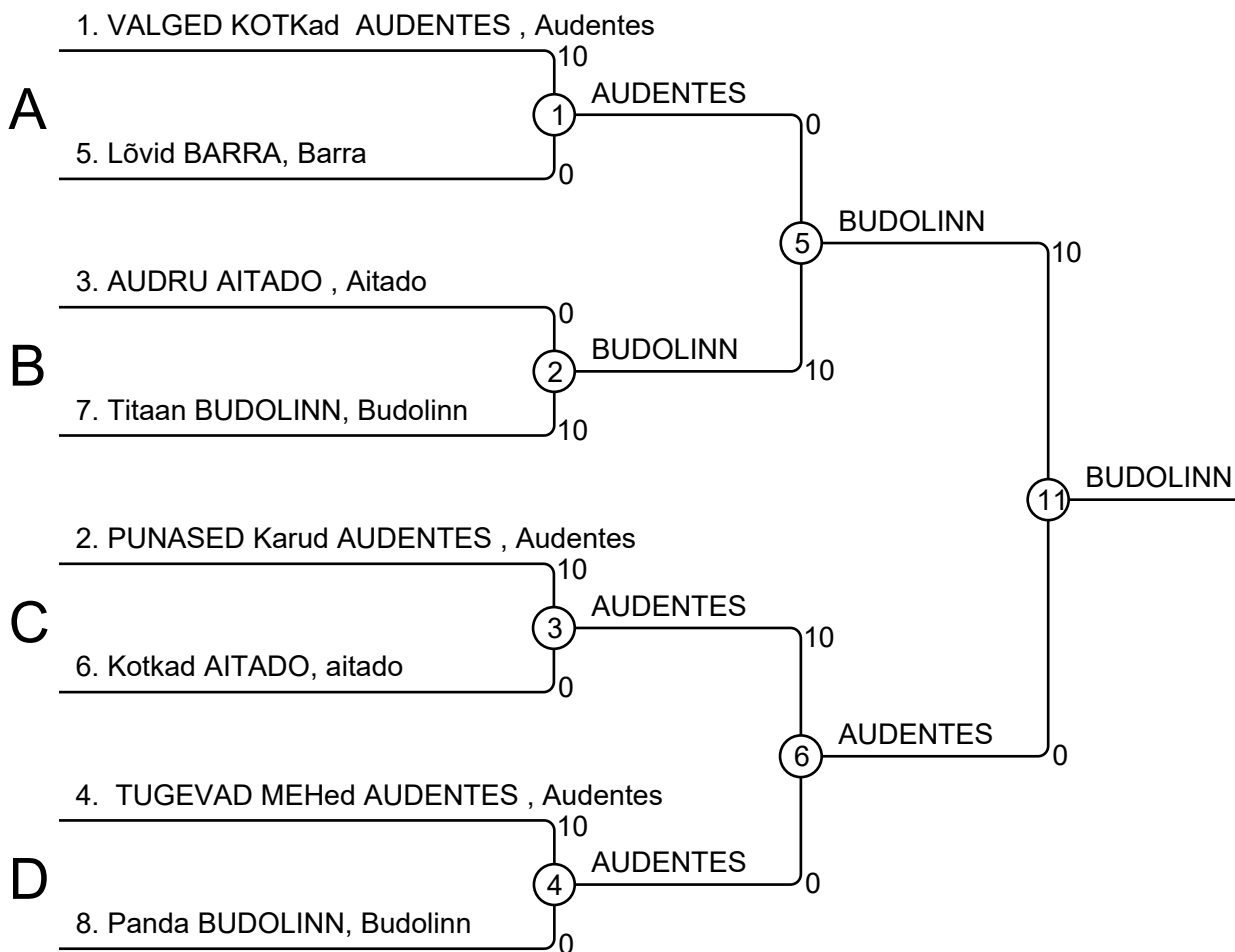 1. VALGED KOTKad  AUDENTES , Audentes
10
A
1
AUDENTES
0
5. Lõvid BARRA, Barra
0
5
BUDOLINN
10
3. AUDRU AITADO , Aitado
0
B
2
BUDOLINN
10
7. Titaan BUDOLINN, Budolinn
10
11
BUDOLINN
2. PUNASED Karud AUDENTES , Audentes
10
C
3
AUDENTES
10
6. Kotkad AITADO, aitado
0
6
AUDENTES
0
4.  TUGEVAD MEHed AUDENTES , Audentes
10
D
4
AUDENTES
0
8. Panda BUDOLINN, Budolinn
0